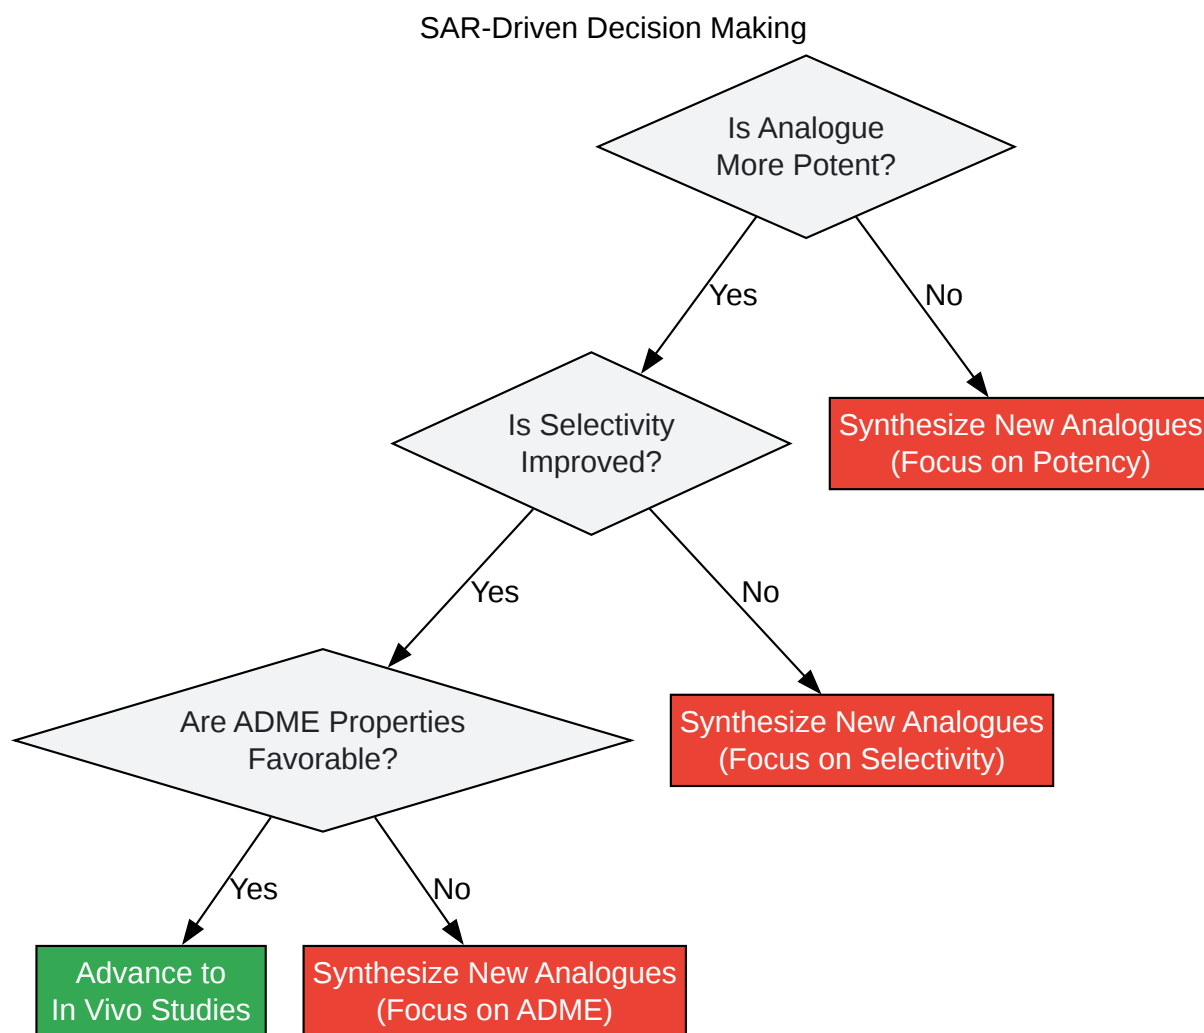 SAR-Driven Decision Making
Is Analogue
More Potent?
Yes
No
Is Selectivity
Improved?
Synthesize New Analogues
(Focus on Potency)
Yes
No
Are ADME Properties
Favorable?
Synthesize New Analogues
(Focus on Selectivity)
Yes
No
Advance to
In Vivo Studies
Synthesize New Analogues
(Focus on ADME)